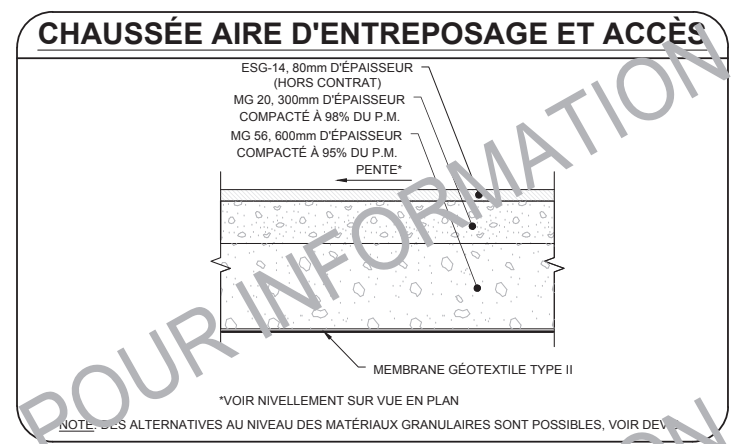 CHAUSSÉE AIRE D'ENTREPOSAGE ET ACCÈS
ESG-14, 80mm D'ÉPAISSEUR
(HORS CONTRAT)
MG 20, 300mm D'ÉPAISSEUR
COMPACTÉ À 98% DU P.M.
MG 56, 600mm D'ÉPAISSEUR
COMPACTÉ À 95% DU P.M.
PENTE*
POUR INFORMATION
MEMBRANE GÉOTEXTILE TYPE II
*VOIR NIVELLEMENT SUR VUE EN PLAN
NOTE: DES ALTERNATIVES AU NIVEAU DES MATÉRIAUX GRANULAIRES SONT POSSIBLES, VOIR